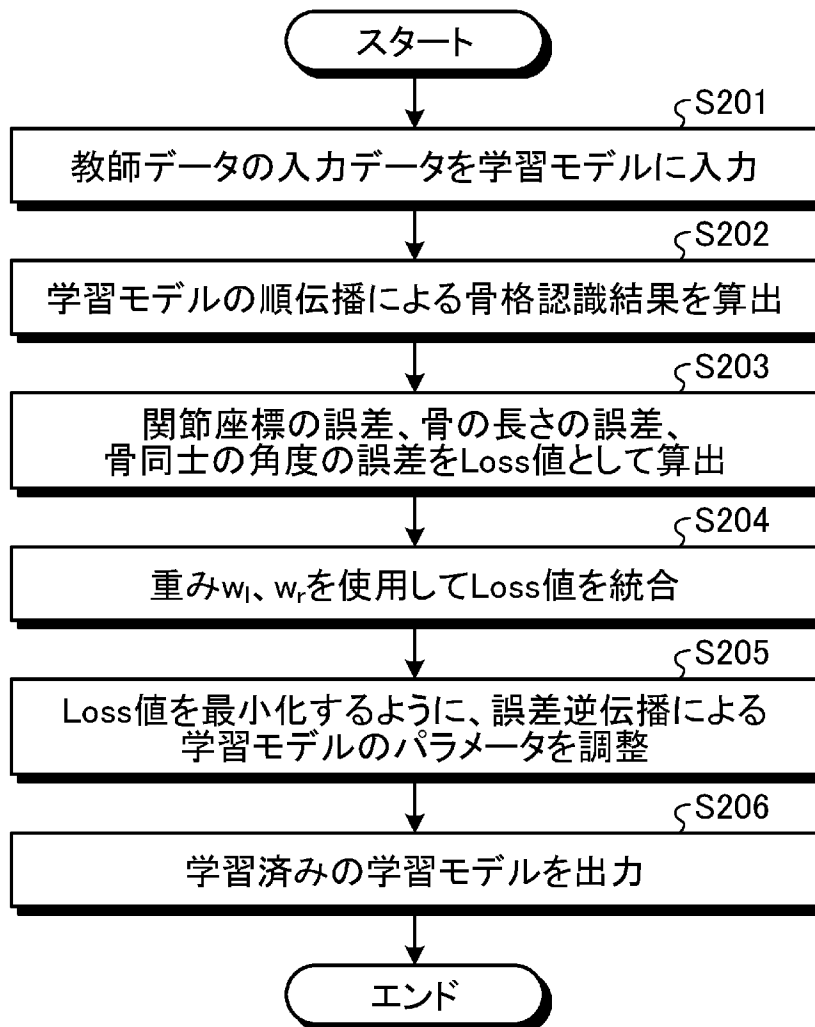 スタート
S201
教師データの入力データを学習モデルに入力
S202
学習モデルの順伝播による骨格認識結果を算出
S203
関節座標の誤差、骨の長さの誤差、
骨同士の角度の誤差をLoss値として算出
S204
重みwl、wrを使用してLoss値を統合
S205
Loss値を最小化するように、誤差逆伝播による
学習モデルのパラメータを調整
S206
学習済みの学習モデルを出力
エンド